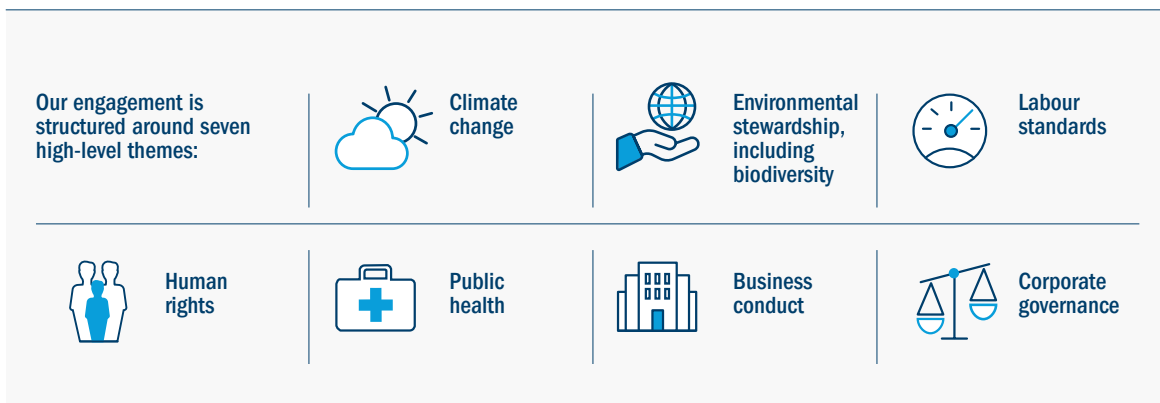 Our engagement is
structured around seven
high-level themes:
Climate
change
Environmental
stewardship,
including
biodiversity
Labour
standards
Human
rights
Public
health
Business
conduct
Corporate
governance